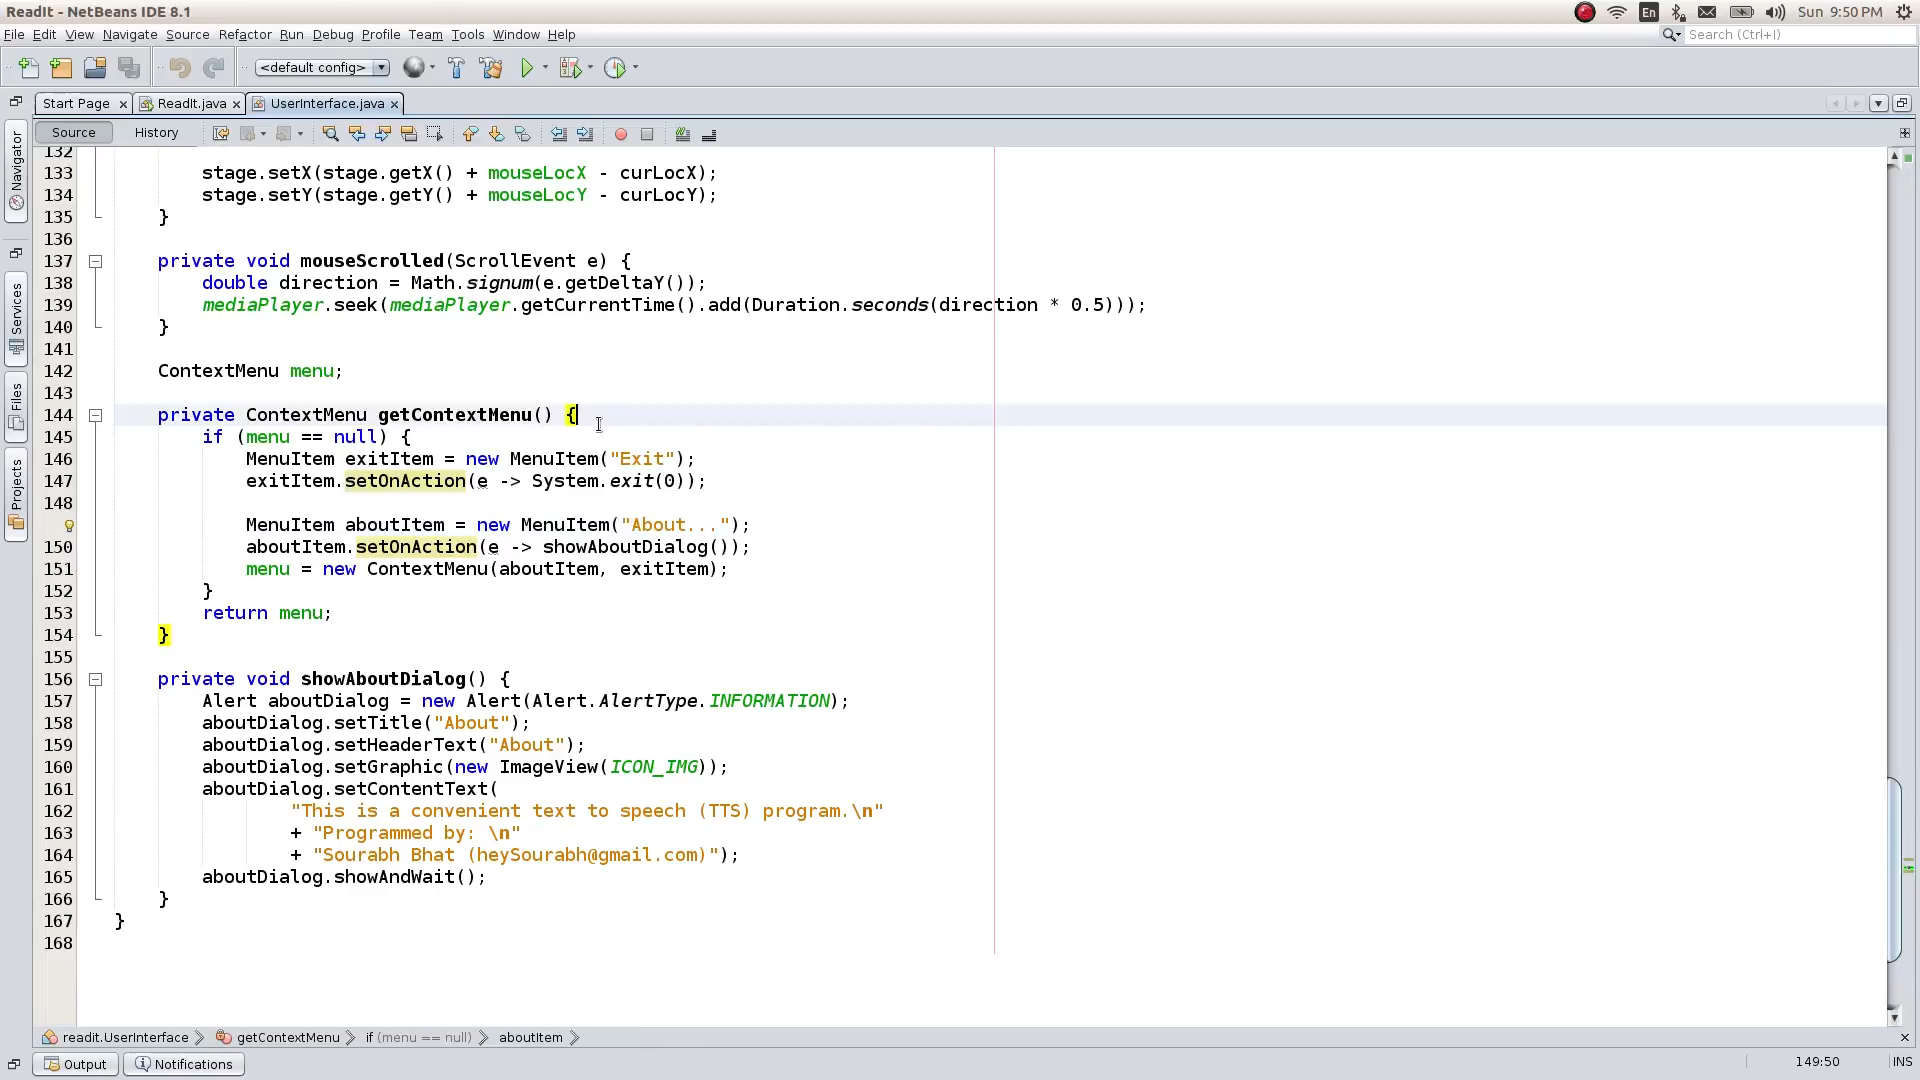 ReadIt - NetBeans IDE 8.1
En
Sun 9:50 PM
File Edit View Navigate Source Refactor Run Debug Profile Team Tools Window Help
Search (Ctrl+I)
<default config>
Start Page
ReadIt.java
UserInterface.java
Source
History
Navigator
Services
Files
Projects
132
133 stage.setX(stage.getX() + mouseLocX - curLocX);
134 stage.setY(stage.getY() + mouseLocY - curLocY);
135 }
136
137 private void mouseScrolled(ScrollEvent e) {
138 double direction = Math.signum(e.getDeltaY());
139 mediaPlayer.seek(mediaPlayer.getCurrentTime().add(Duration.seconds(direction * 0.5)));
140 }
141
142 ContextMenu menu;
143
144 private ContextMenu getContextMenu() {
145 if (menu == null) {
146 MenuItem exitItem = new MenuItem("Exit");
147 exitItem.setOnAction(e -> System.exit(0));
148
MenuItem aboutItem = new MenuItem("About...");
150 aboutItem.setOnAction(e -> showAboutDialog());
151 menu = new ContextMenu(aboutItem, exitItem);
152 }
153 return menu;
154 }
155
156 private void showAboutDialog() {
157 Alert aboutDialog = new Alert(Alert.AlertType.INFORMATION);
158 aboutDialog.setTitle("About");
159 aboutDialog.setHeaderText("About");
160 aboutDialog.setGraphic(new ImageView(ICON_IMG));
161 aboutDialog.setContentText(
162 "This is a convenient text to speech (TTS) program.\n"
163 + "Programmed by: \n"
164 + "Sourabh Bhat (heySourabh@gmail.com)");
165 aboutDialog.showAndWait();
166 }
167 }
168
readit.UserInterface
getContextMenu
if (menu == null)
aboutItem
Output
Notifications
149:50
INS